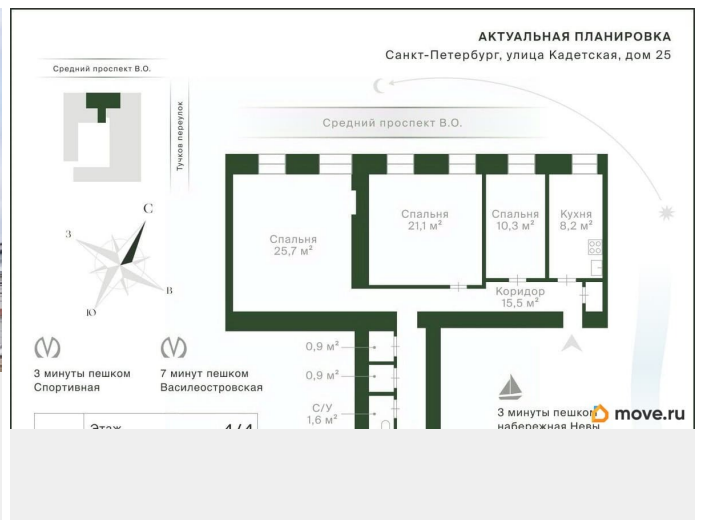 АКТУАЛЬНАЯ ПЛАНИРОВКА
Санкт-Петербург, улица Кадетская, дом 25
Средний проспект В.О.
Тучков переулок
Средний проспект В.О.
С
З
В
Ю
Спальня
25,7 м²
Спальня
21,1 м²
Спальня
10,3 м²
Кухня
8,2 м²
Коридор
15,5 м²
0,9 м²
0,9 м²
С/У
1,6 м²
3 минуты пешком
Спортивная
7 минут пешком
Василеостровская
3 минуты пешком
набережная Невы
move.ru
Этаж 4/4